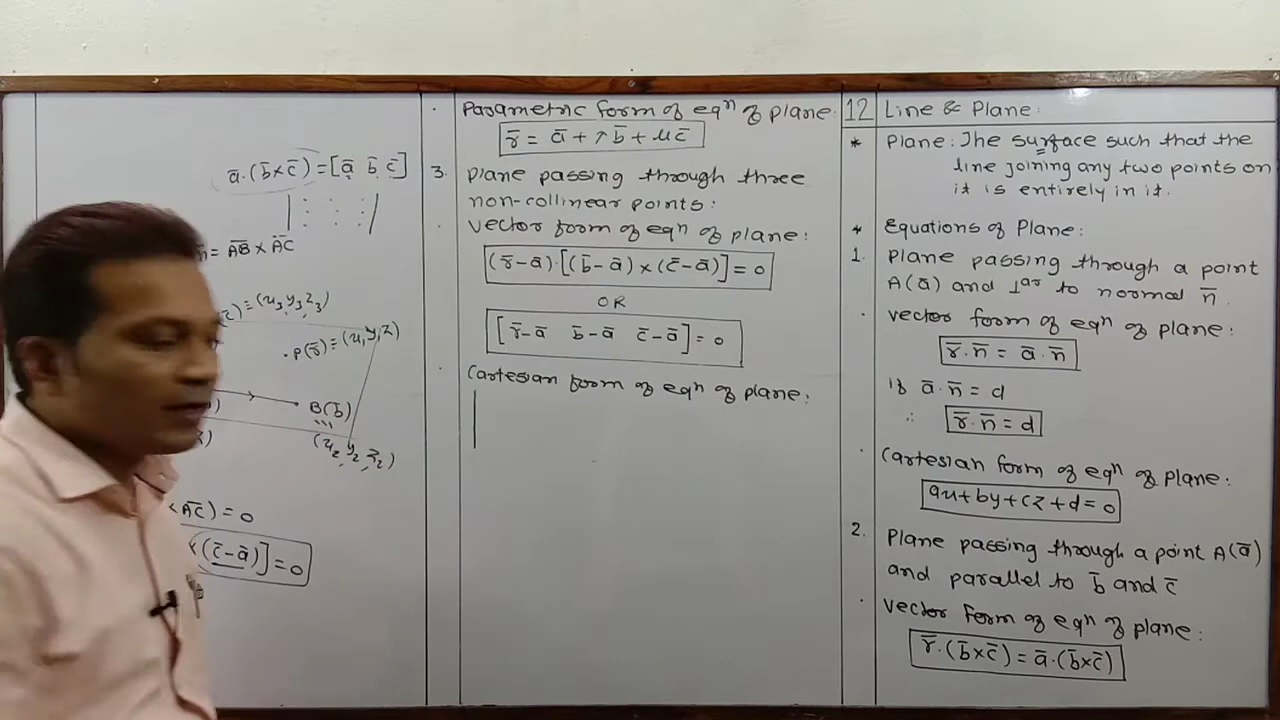 a̅·(b̅×c̅)=[a̅ b̅ c̅]
= A̅B̅ × A̅C̅
≡(x₃,y₃,z₃)
·P(r̅)≡(x,y,z)
B(b̅)
(x₂,y₂,z₂)
A̅C̅)=0
(c̅-a̅)]=0
· Parametric form of eqⁿ of plane:
r̅ = a̅ + λb̅ + μc̅
3. Plane passing through three
non-collinear points:
· Vector form of eqⁿ of plane:
(r̅-a̅)·[(b̅-a̅)×(c̅-a̅)]=0
OR
[r̅-a̅ b̅-a̅ c̅-a̅]=0
· Cartesian form of eqⁿ of plane:
12 Line & Plane:
* Plane: The surface such that the
line joining any two points on
it is entirely in it.
* Equations of Plane:
1. Plane passing through a point
A(a̅) and ⊥ᵃʳ to normal n̅.
· Vector form of eqⁿ of plane:
r̅·n̅ = a̅·n̅
if a̅·n̅ = d
∴ r̅·n̅ = d
· Cartesian form of eqⁿ of plane:
ax+by+cz+d=0
2. Plane passing through a point A(a̅)
and parallel to b̅ and c̅
· Vector form of eqⁿ of plane:
r̅·(b̅×c̅)=a̅·(b̅×c̅)